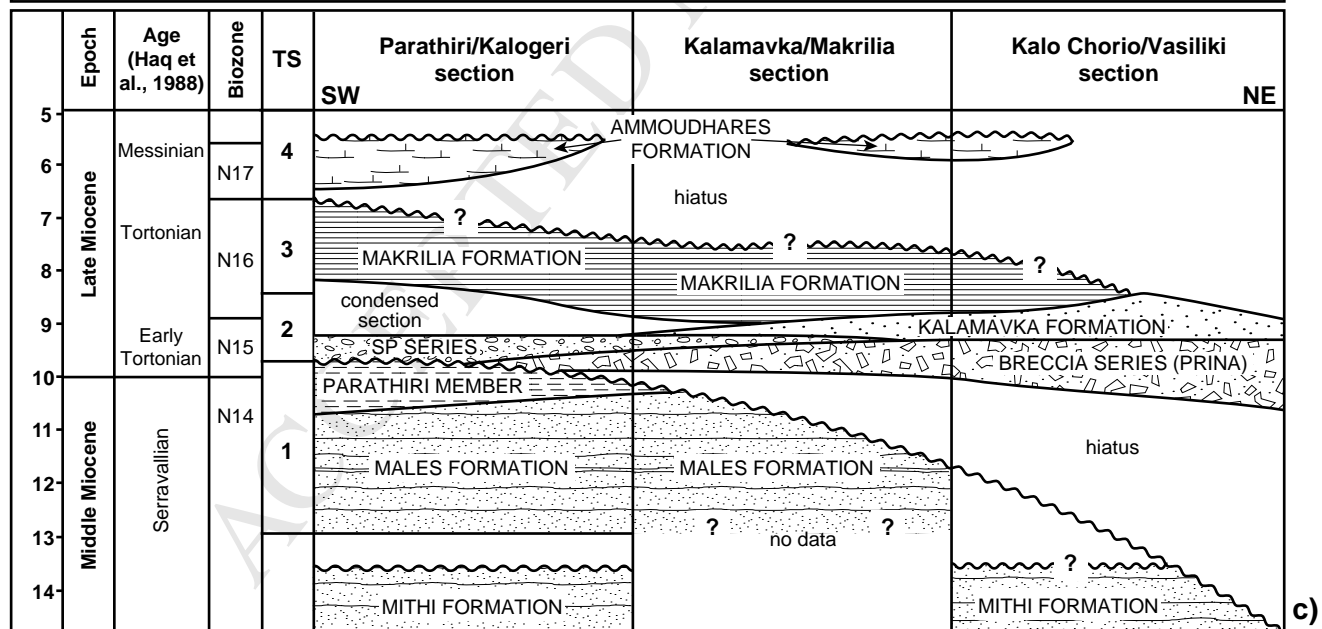 Epoch
Age
(Haq et
al., 1988)
Biozone
TS
Parathiri/Kalogeri
section
SW
Kalamavka/Makrilia
section
Kalo Chorio/Vasiliki
section
NE
5
6
7
8
9
10
11
12
13
14
Late Miocene
Middle Miocene
Messinian
Tortonian
Early
Tortonian
Serravallian
N17
N16
N15
N14
4
3
2
1
AMMOUDHARES
FORMATION
hiatus
?
?
?
MAKRILIA FORMATION
MAKRILIA FORMATION
condensed
section
KALAMAVKA FORMATION
SP SERIES
BRECCIA SERIES (PRINA)
PARATHIRI MEMBER
hiatus
MALES FORMATION
MALES FORMATION
?
?
no data
?
MITHI FORMATION
MITHI FORMATION
c)
ACCEPTED